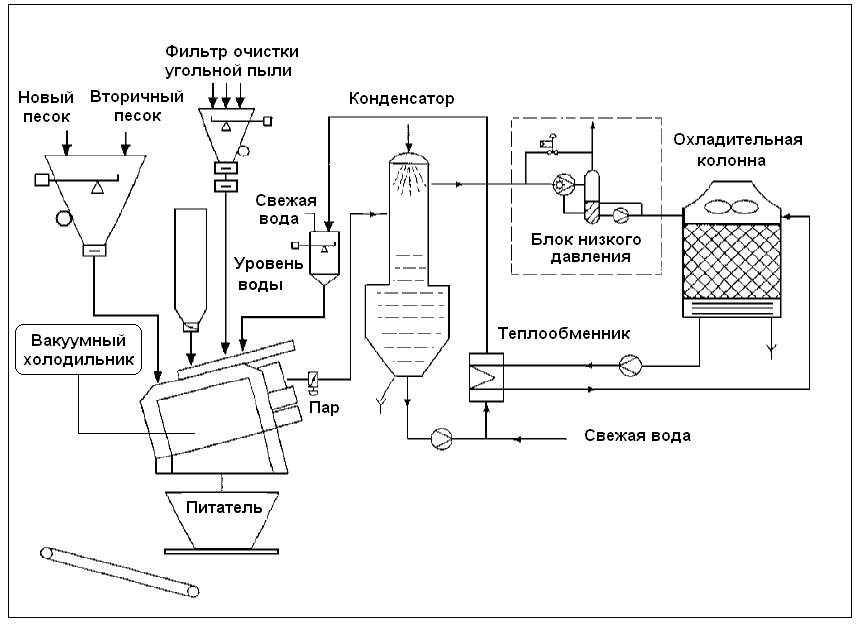 Фильтр очистки
угольной пыли
Новый
песок
Вторичный
песок
Конденсатор
Охладительная
колонна
Свежая
вода
Уровень
воды
Блок низкого
давления
Теплообменник
Вакуумный
холодильник
Пар
Свежая вода
Питатель